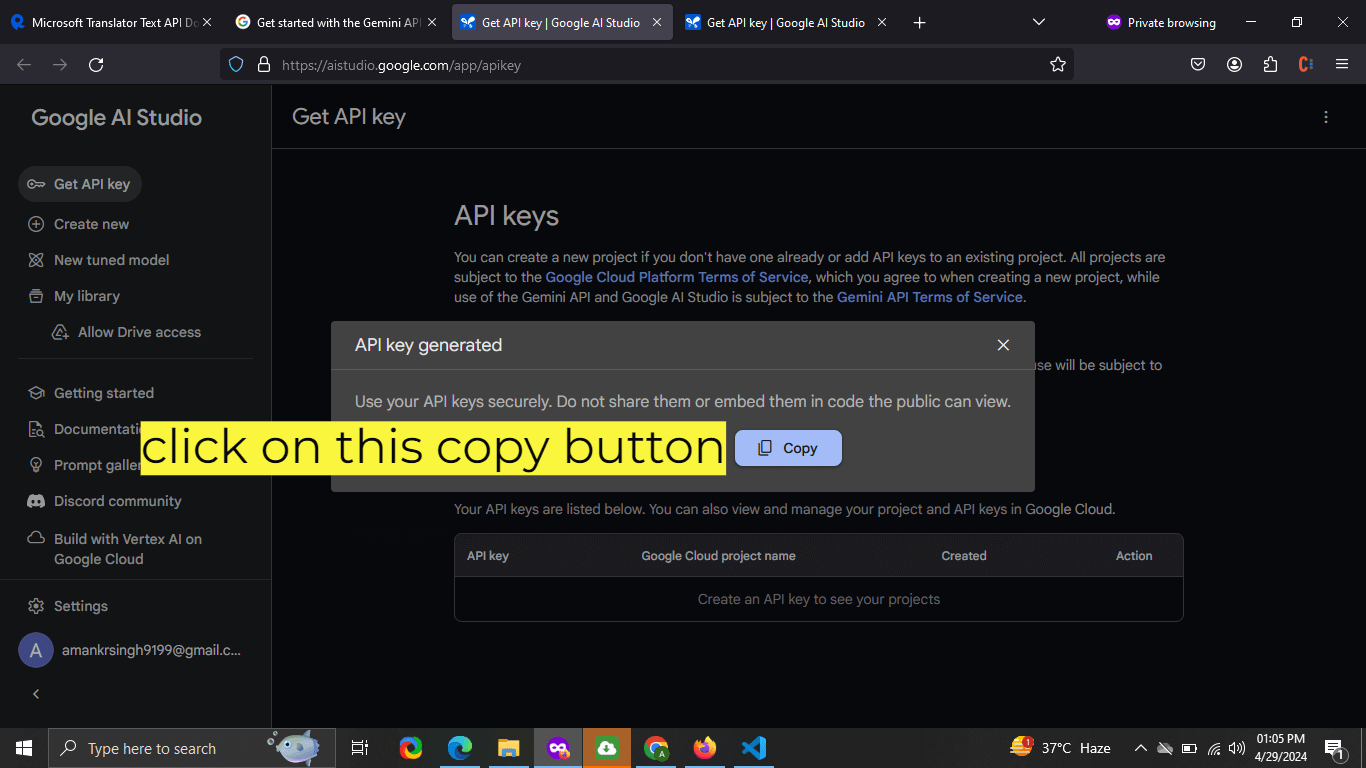 Microsoft Translator Text API Do
Get started with the Gemini API
Get API key | Google AI Studio
Get API key | Google AI Studio
Private browsing
https://aistudio.google.com/app/apikey
Google AI Studio
Get API key
Get API key
Create new
New tuned model
My library
Allow Drive access
Getting started
Documentati
Prompt galler
Discord community
Build with Vertex AI on
Google Cloud
Settings
A
amankrsingh9199@gmail.c...
API keys
You can create a new project if you don't have one already or add API keys to an existing project. All projects are
subject to the Google Cloud Platform Terms of Service, which you agree to when creating a new project, while
use of the Gemini API and Google AI Studio is subject to the Gemini API Terms of Service.
API key generated
use will be subject to
Use your API keys securely. Do not share them or embed them in code the public can view.
click on this copy button
Copy
Your API keys are listed below. You can also view and manage your project and API keys in Google Cloud.
API key Google Cloud project name Created Action
Create an API key to see your projects
Type here to search
1
37°C Haze
01:05 PM
4/29/2024
1